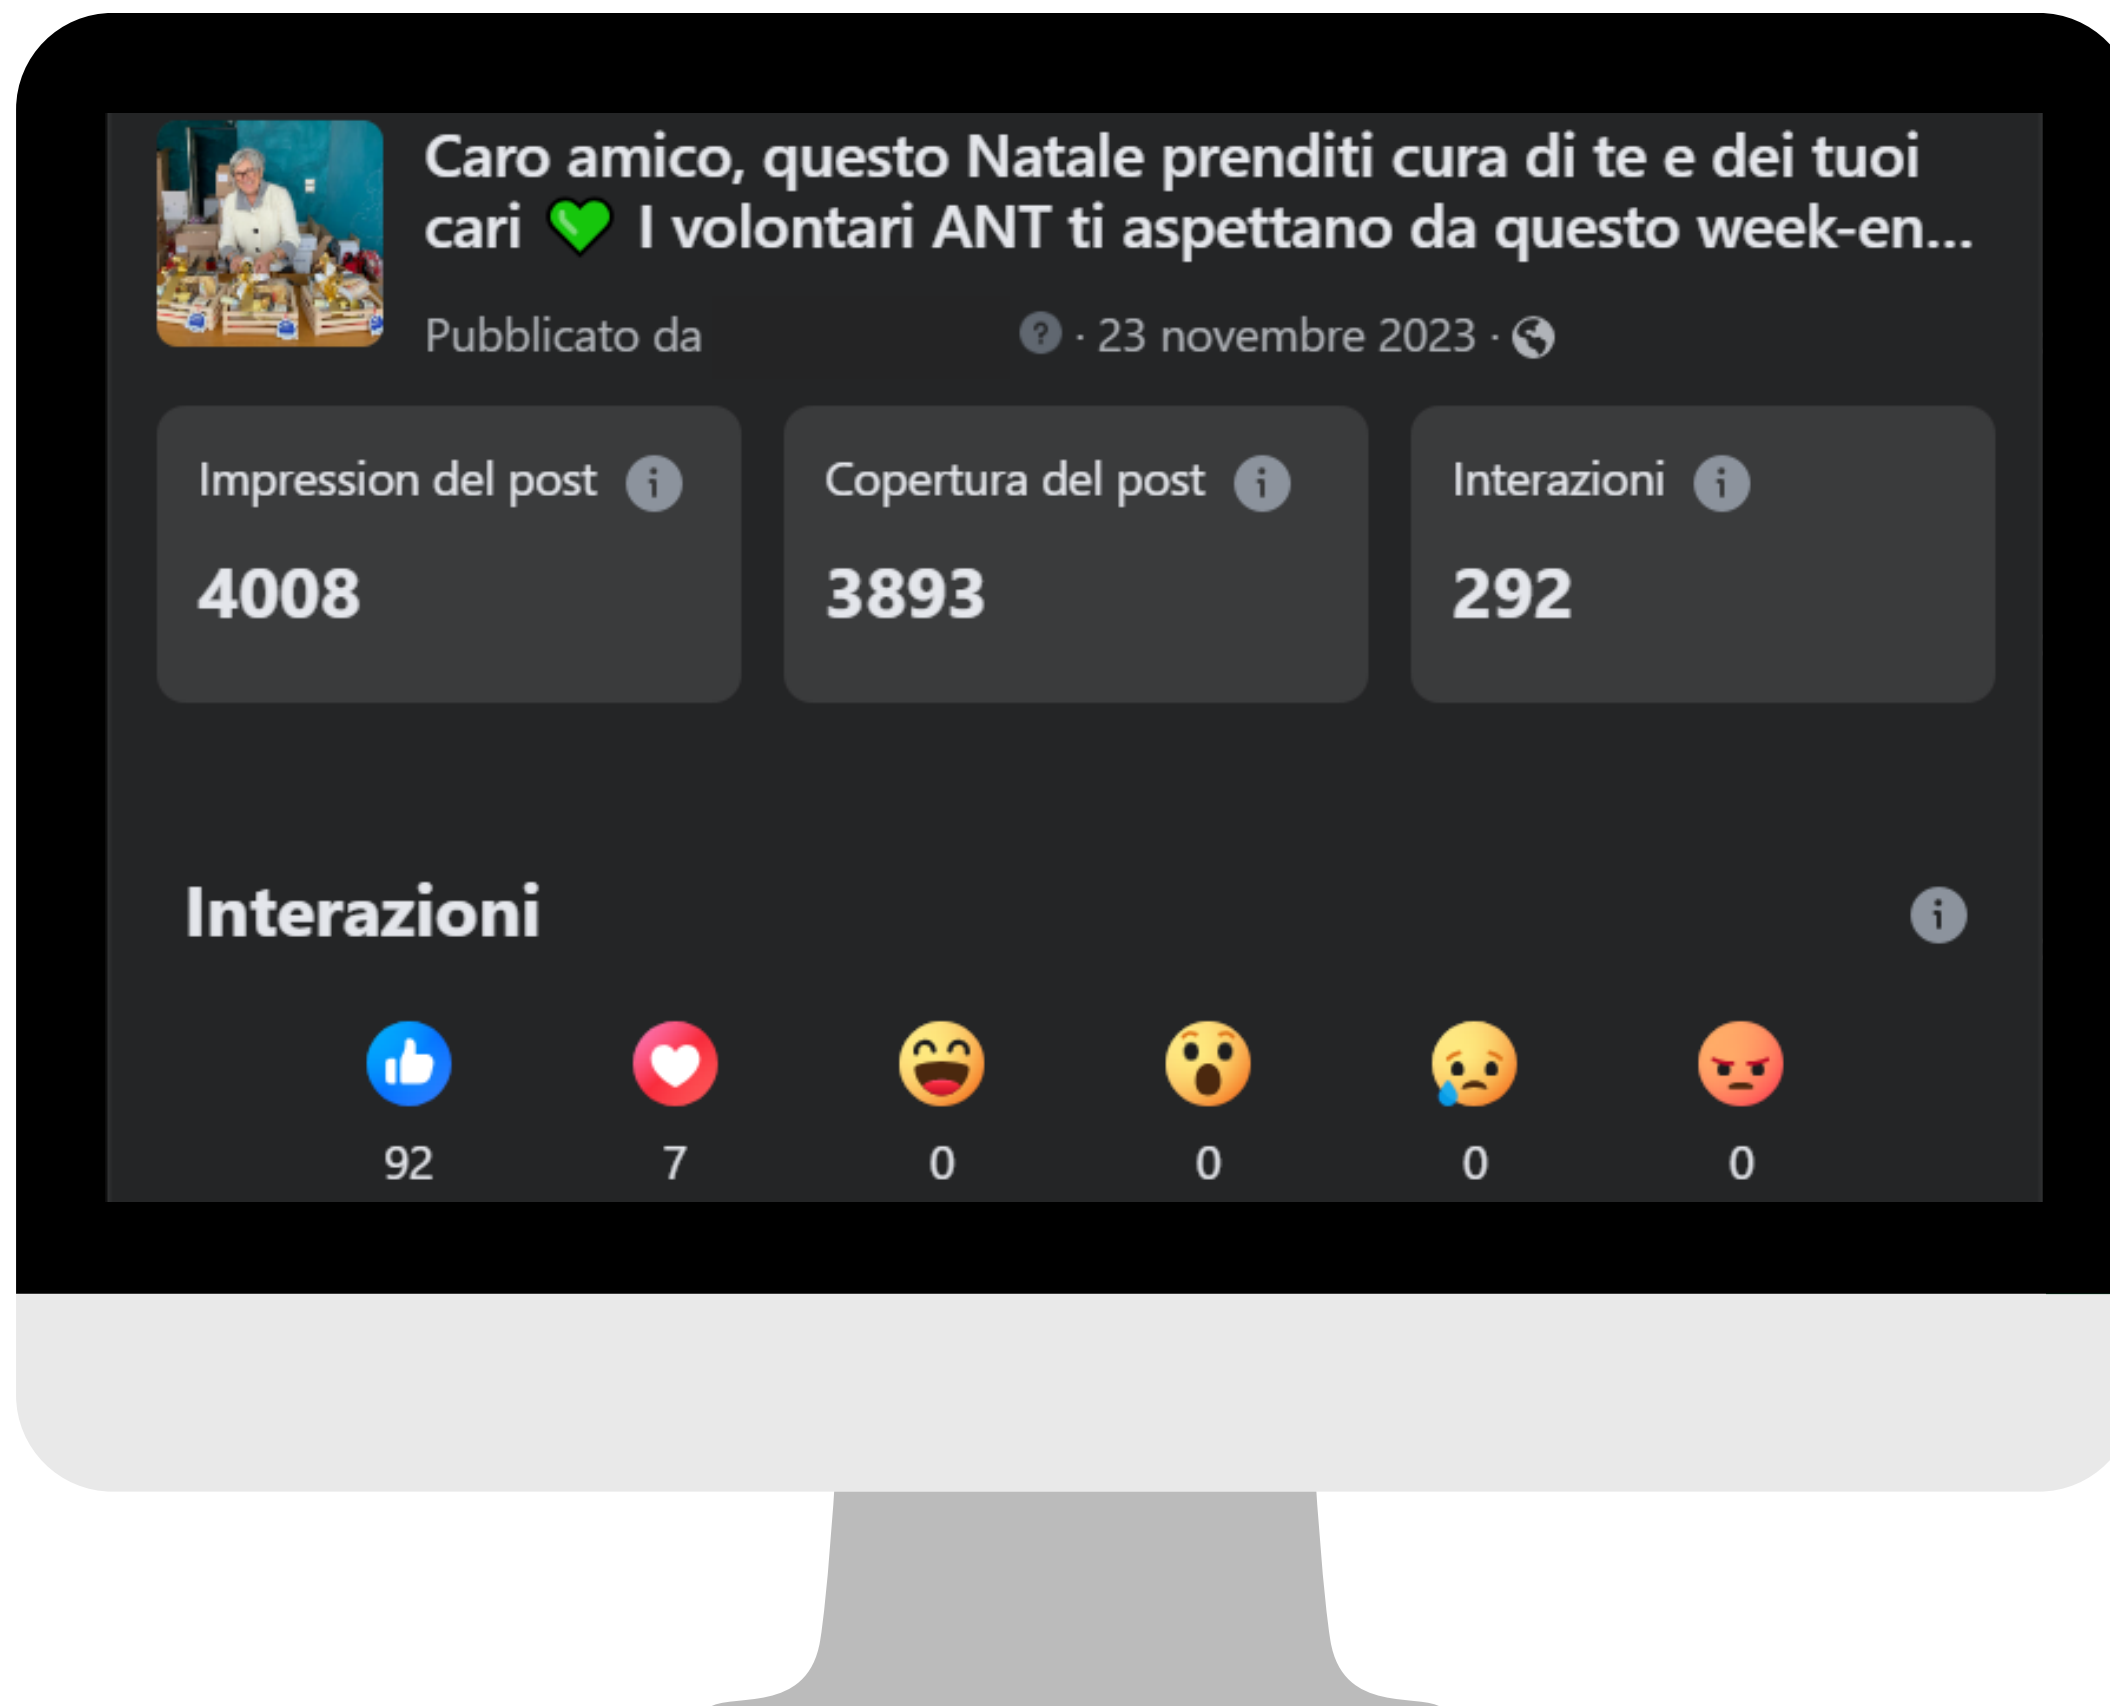 Caro amico, questo Natale prenditi cura di te e dei tuoi
cari 💚 I volontari ANT ti aspettano da questo week-en...
Pubblicato da · 23 novembre 2023 ·
Impression del post
Copertura del post
Interazioni
4008
3893
292
Interazioni
92
7
0
0
0
0